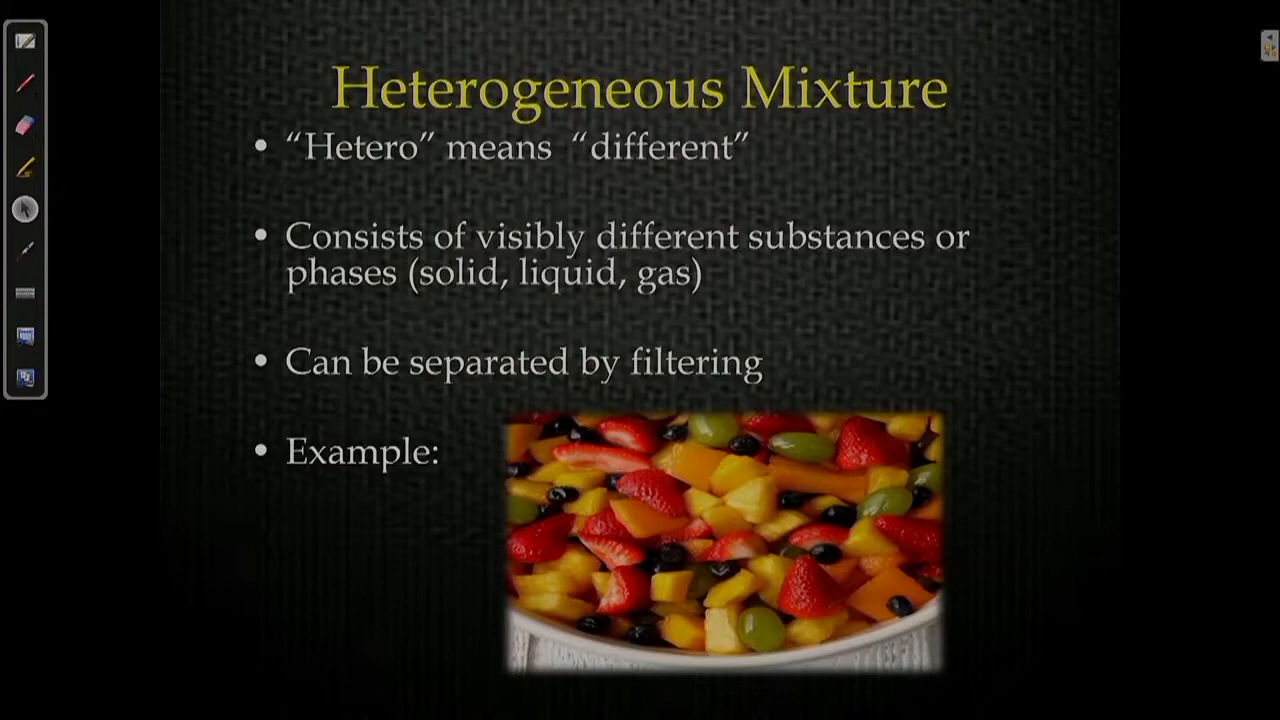 Heterogeneous Mixture
• “Hetero” means “different”
• Consists of visibly different substances or
phases (solid, liquid, gas)
• Can be separated by filtering
• Example: